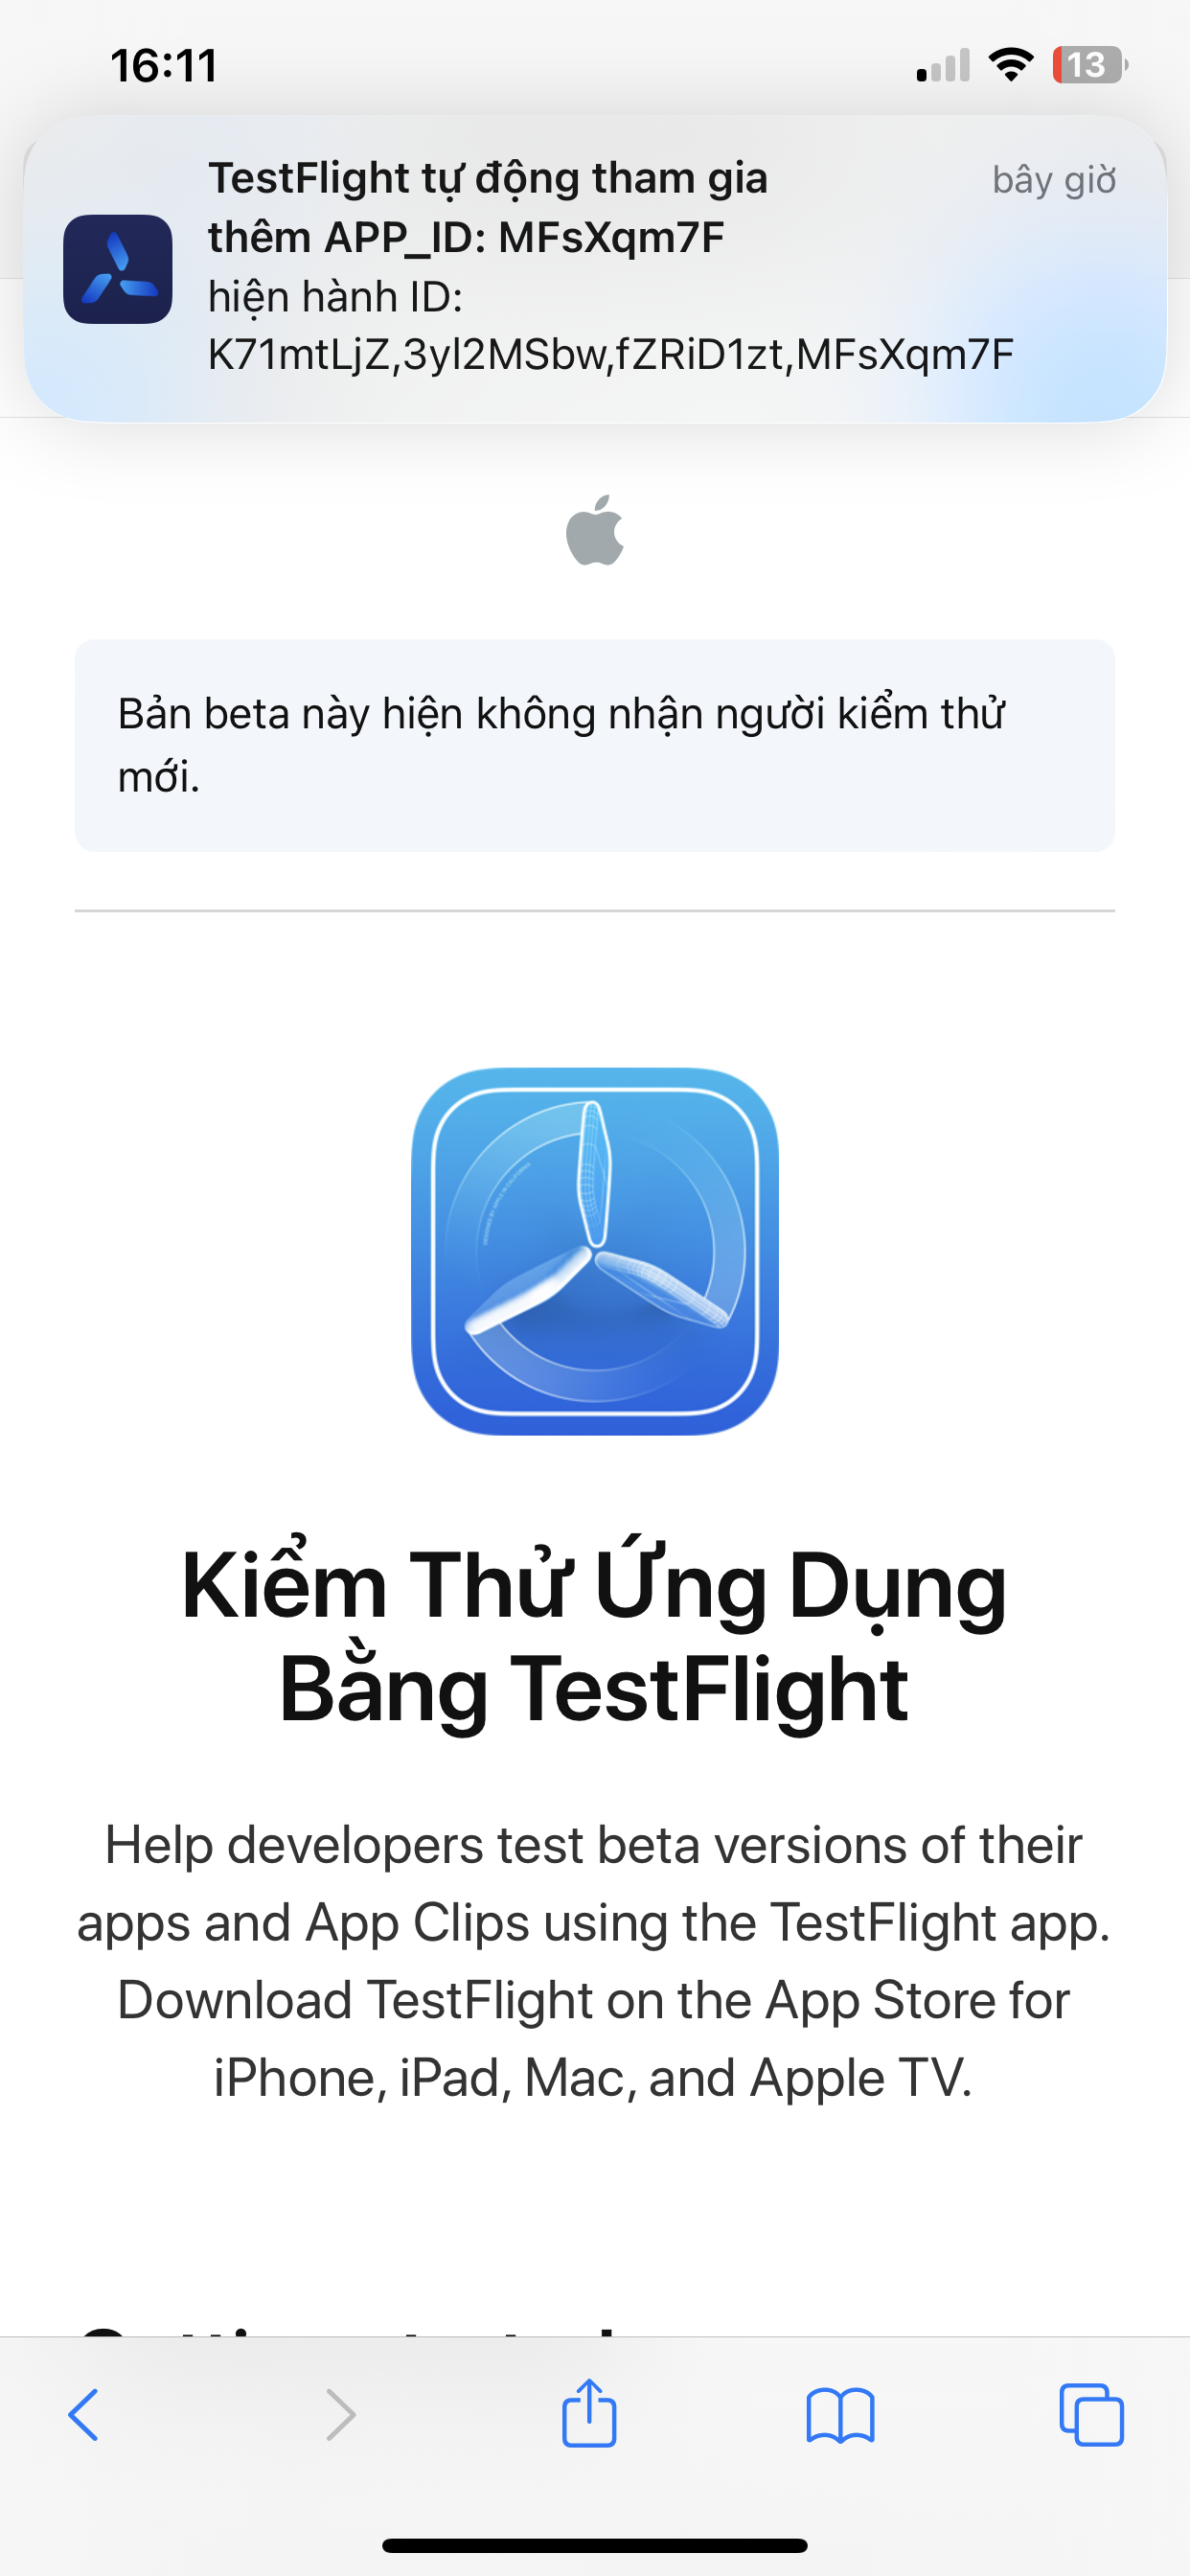 16:11
13
TestFlight tự động tham gia
bây giờ
thêm APP_ID: MFsXqm7F
hiện hành ID:
K71mtLjZ,3yl2MSbw,fZRiD1zt,MFsXqm7F
Bản beta này hiện không nhận người kiểm thử
mới.
Kiểm Thử Ứng Dụng
Bằng TestFlight
Help developers test beta versions of their
apps and App Clips using the TestFlight app.
Download TestFlight on the App Store for
iPhone, iPad, Mac, and Apple TV.